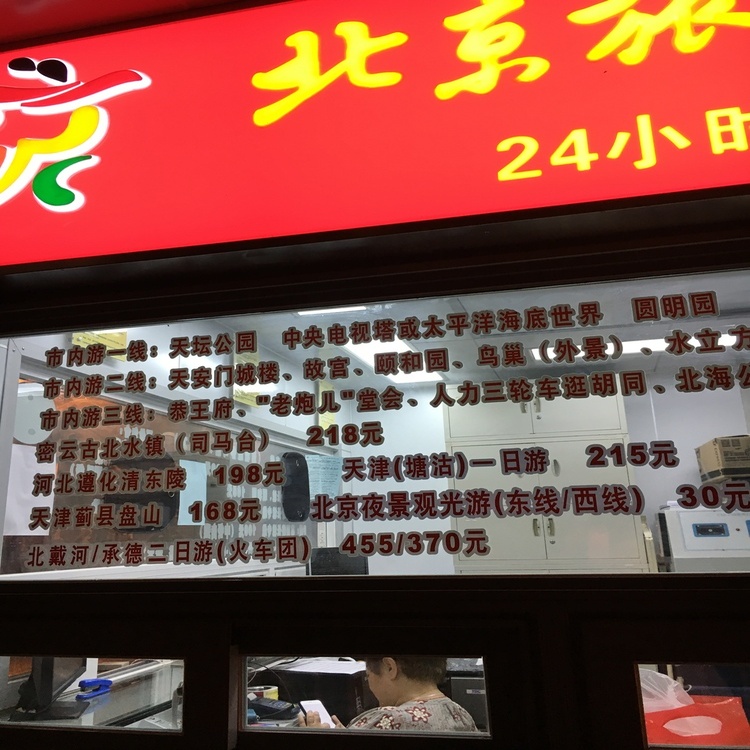 北京旅
24小时
市内游一线：天坛公园 中央电视塔或太平洋海底世界 圆明园
市内游二线：天安门城楼、故宫、颐和园、鸟巢（外景）、水立方
市内游三线：恭王府、"老炮儿"堂会、人力三轮车逛胡同、北海公
密云古北水镇（司马台） 218元
河北遵化清东陵 198元 天津(塘沽)一日游 215元
天津蓟县盘山 168元 北京夜景观光游(东线/西线) 30元
北戴河/承德二日游(火车团) 455/370元